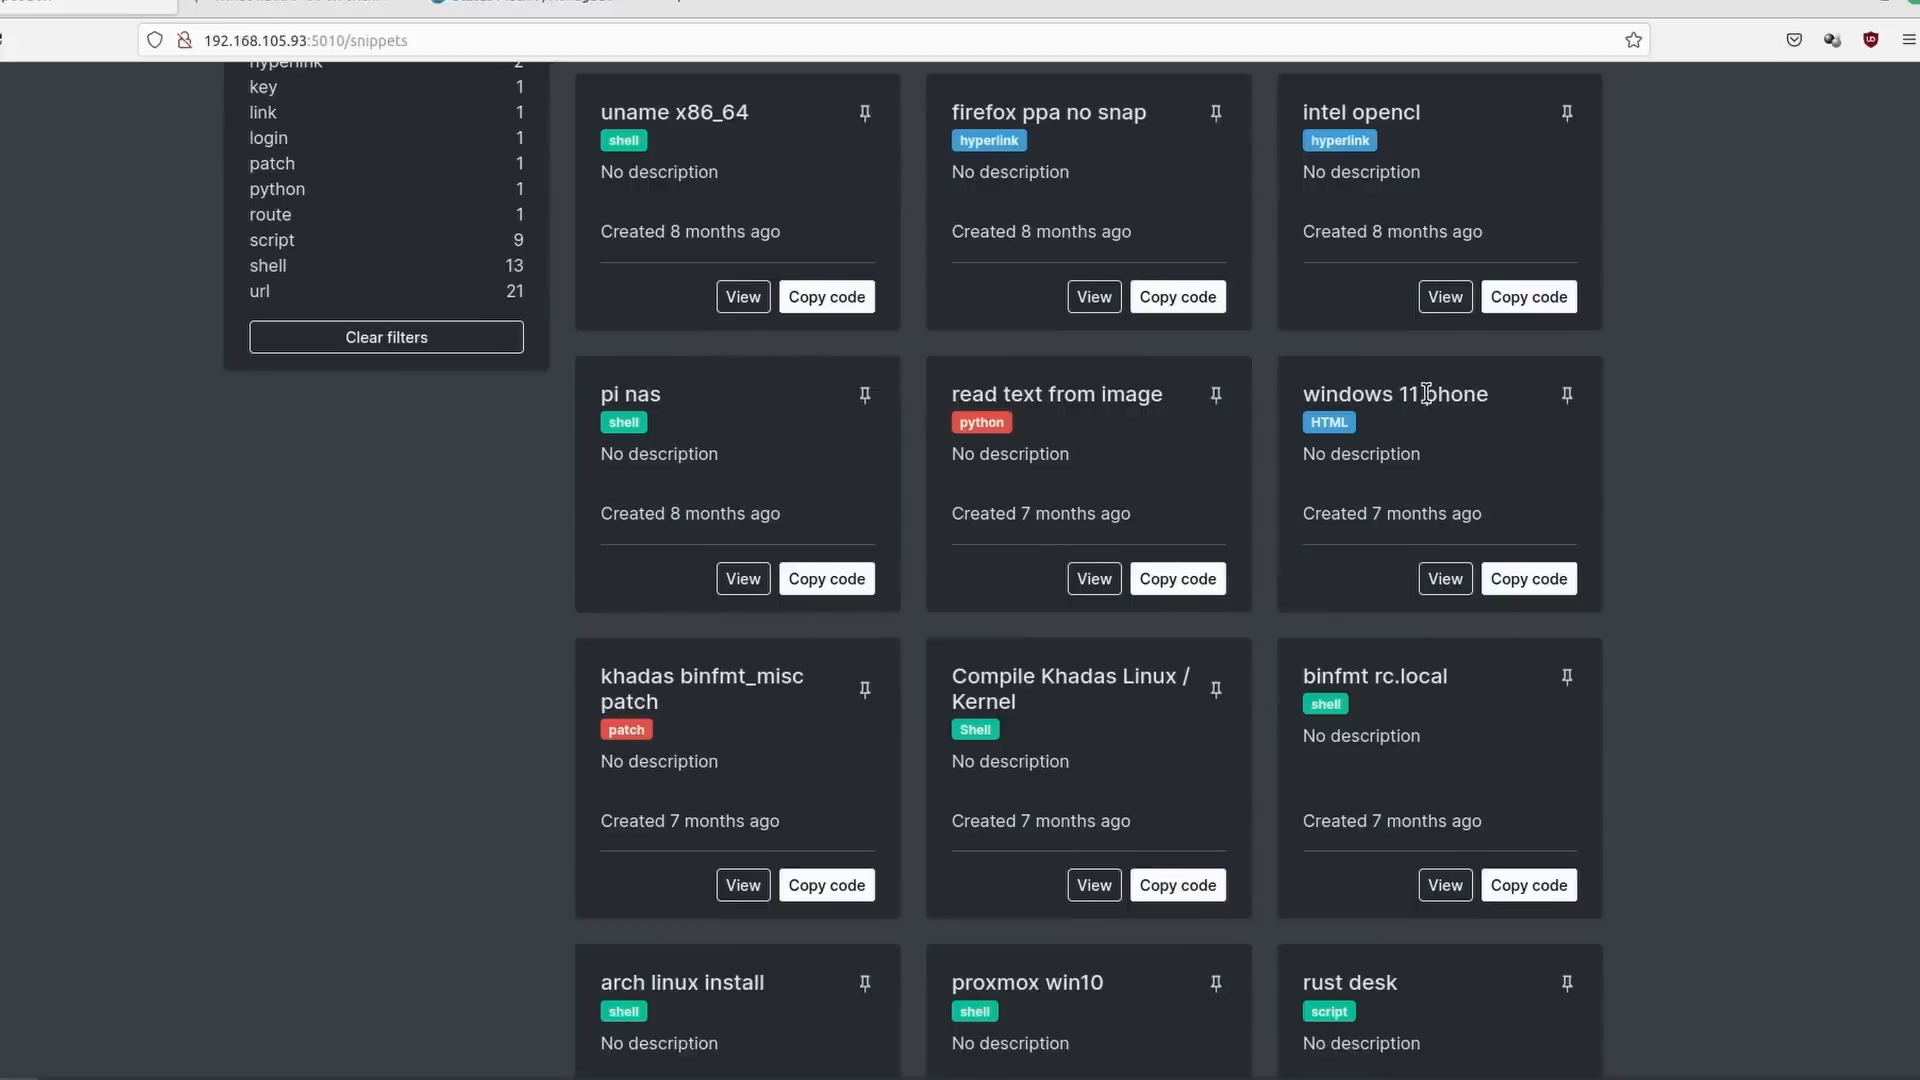 192.168.105.93:5010/snippets
hyperlink 2
key 1
link 1
login 1
patch 1
python 1
route 1
script 9
shell 13
url 21
Clear filters
uname x86_64
shell
No description
Created 8 months ago
View Copy code
firefox ppa no snap
hyperlink
No description
Created 8 months ago
View Copy code
intel opencl
hyperlink
No description
Created 8 months ago
View Copy code
pi nas
shell
No description
Created 8 months ago
View Copy code
read text from image
python
No description
Created 7 months ago
View Copy code
windows 11 phone
HTML
No description
Created 7 months ago
View Copy code
khadas binfmt_misc
patch
patch
No description
Created 7 months ago
View Copy code
Compile Khadas Linux /
Kernel
Shell
No description
Created 7 months ago
View Copy code
binfmt rc.local
shell
No description
Created 7 months ago
View Copy code
arch linux install
shell
No description
proxmox win10
shell
No description
rust desk
script
No description